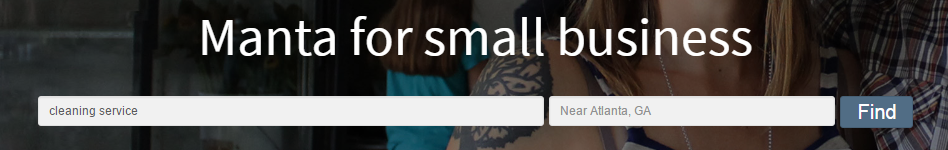 Manta for small business
cleaning service
Near Atlanta, GA
Find